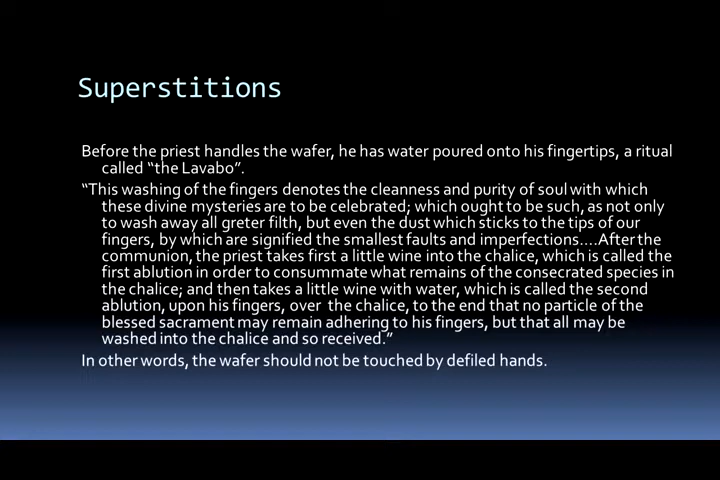 Superstitions
Before the priest handles the wafer, he has water poured onto his fingertips, a ritual
called “the Lavabo”.
“This washing of the fingers denotes the cleanness and purity of soul with which
these divine mysteries are to be celebrated; which ought to be such, as not only
to wash away all greter filth, but even the dust which sticks to the tips of our
fingers, by which are signified the smallest faults and imperfections....After the
communion, the priest takes first a little wine into the chalice, which is called the
first ablution in order to consummate what remains of the consecrated species in
the chalice; and then takes a little wine with water, which is called the second
ablution, upon his fingers, over the chalice, to the end that no particle of the
blessed sacrament may remain adhering to his fingers, but that all may be
washed into the chalice and so received.”
In other words, the wafer should not be touched by defiled hands.